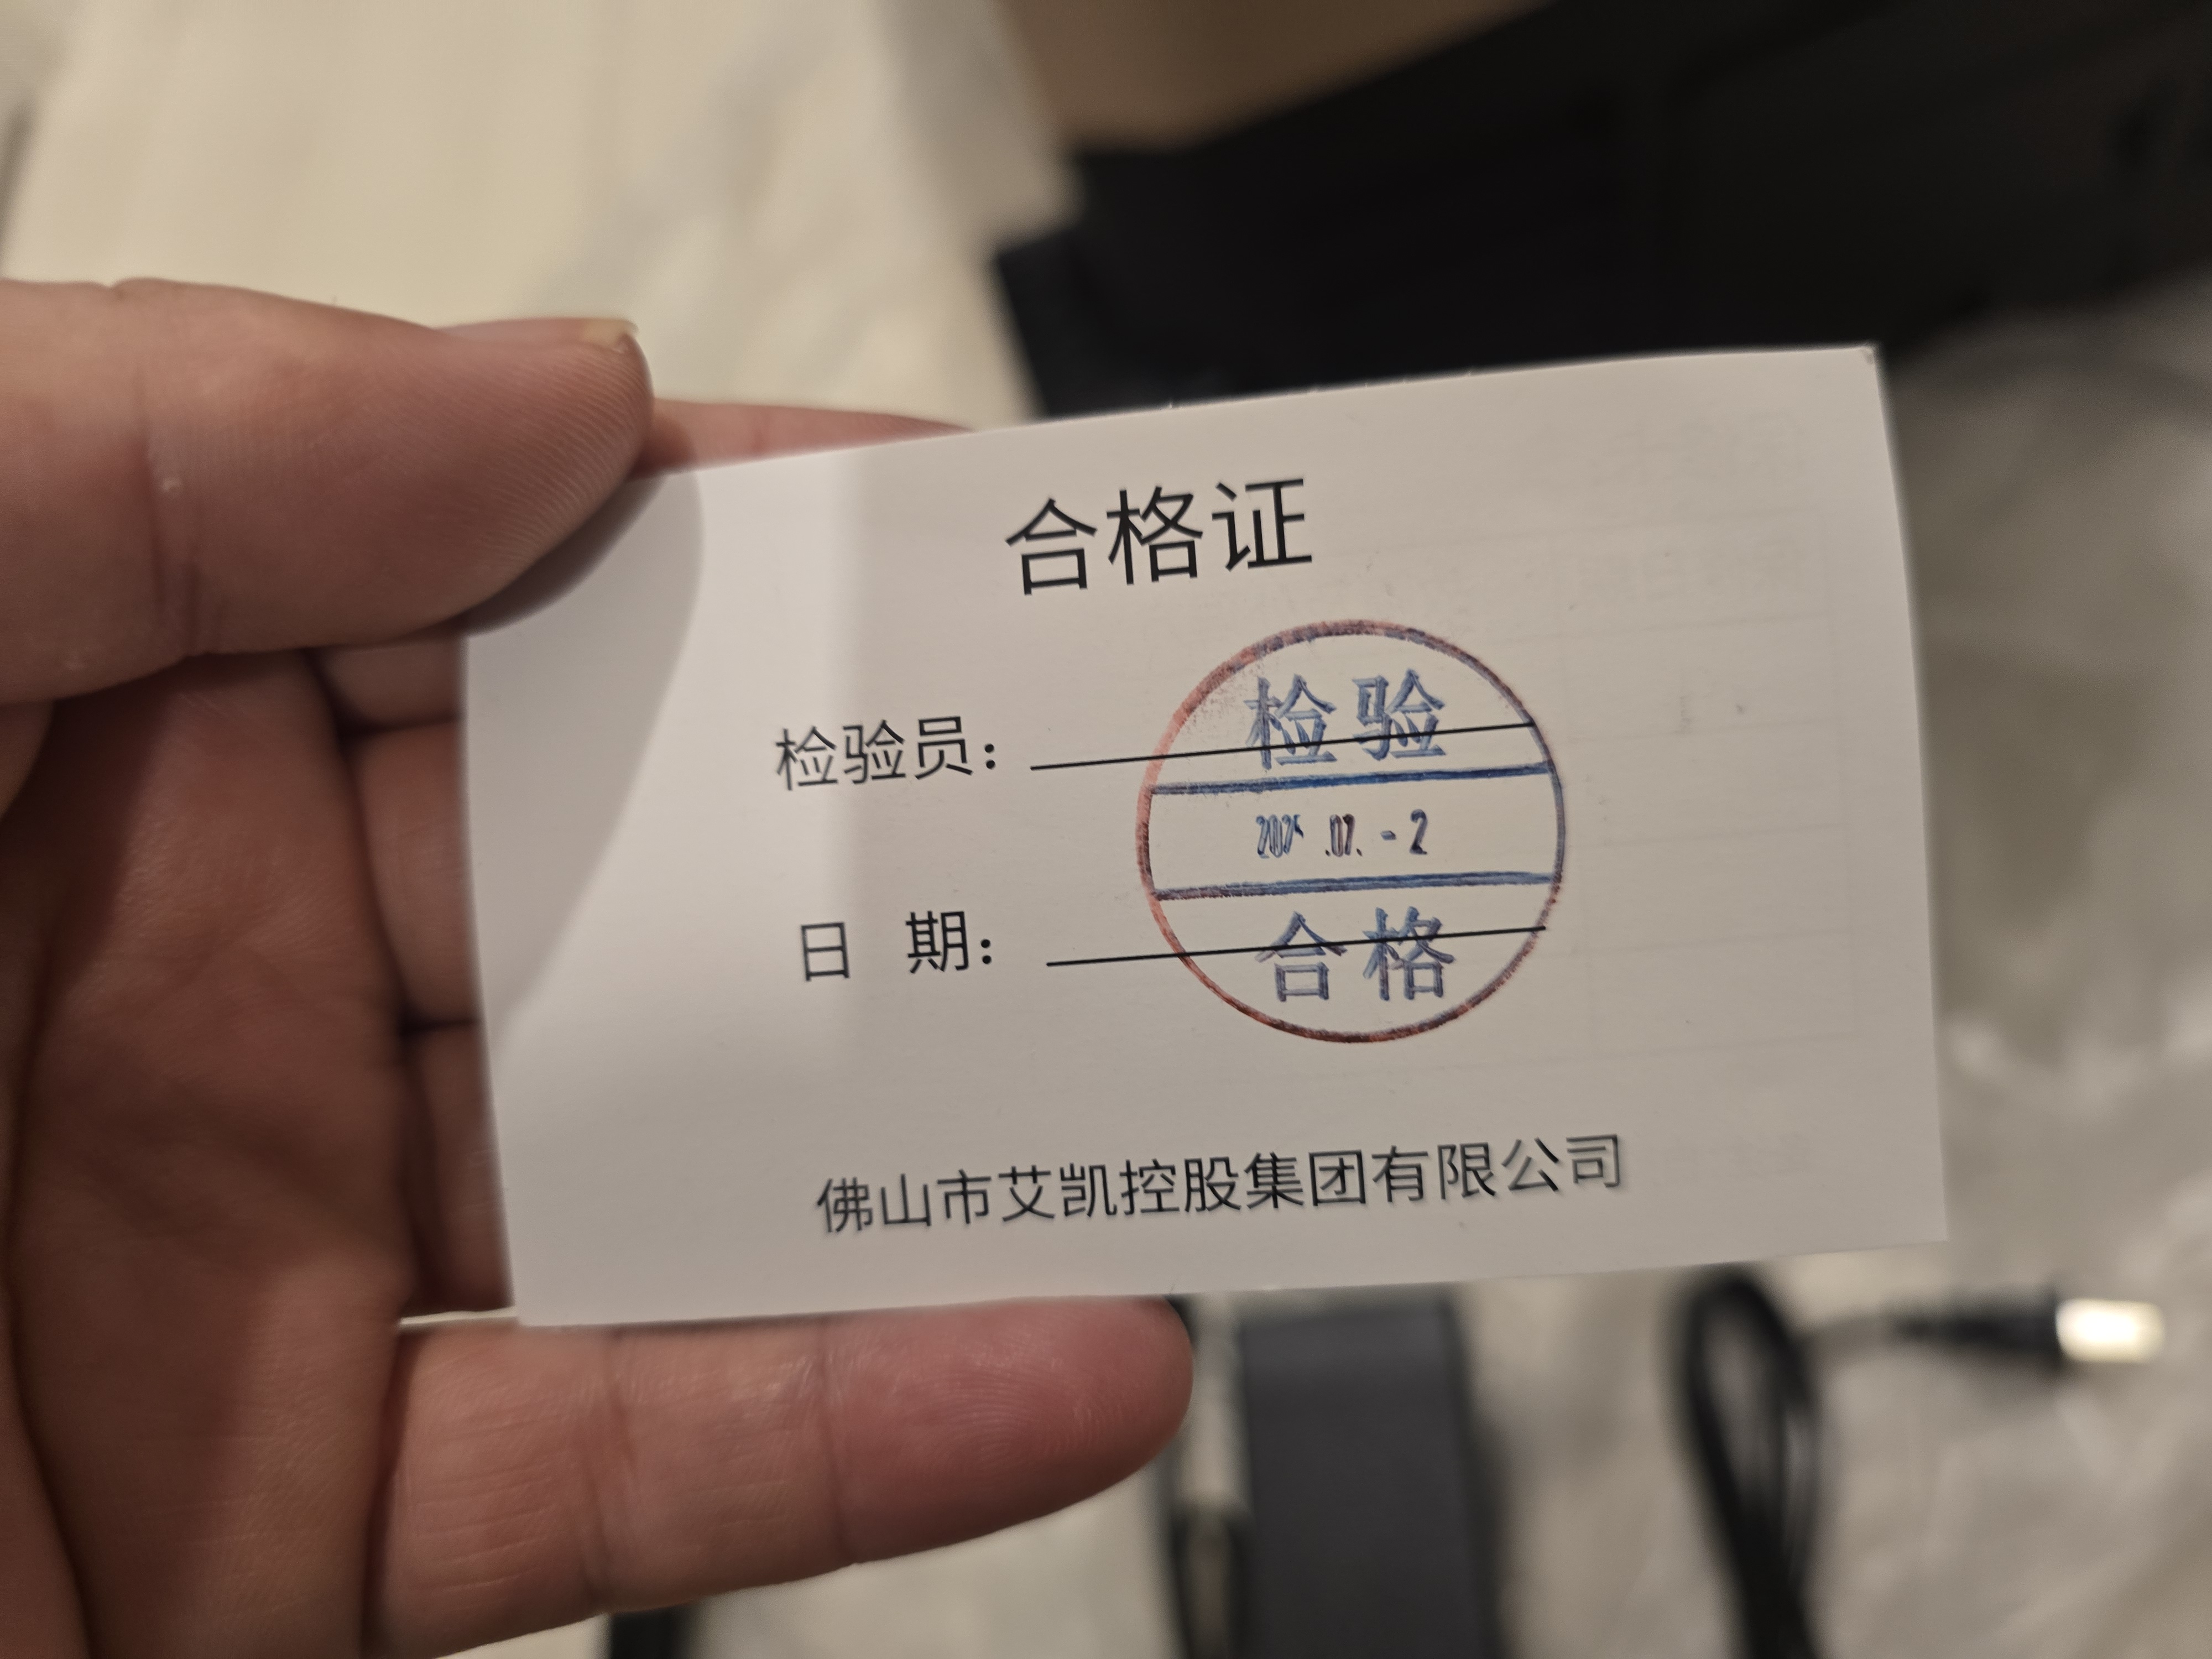 合格证
检验员：
检验
.07. - 2
日 期：
合格
佛山市艾凯控股集团有限公司